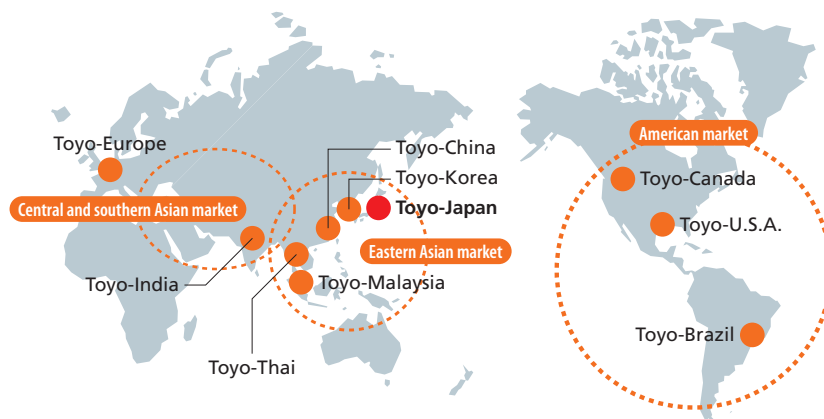 American market
Toyo-Europe
Toyo-China
Toyo-Korea
Toyo-Canada
Central and southern Asian market
Toyo-Japan
Toyo-U.S.A.
Eastern Asian market
Toyo-India
Toyo-Malaysia
Toyo-Brazil
Toyo-Thai